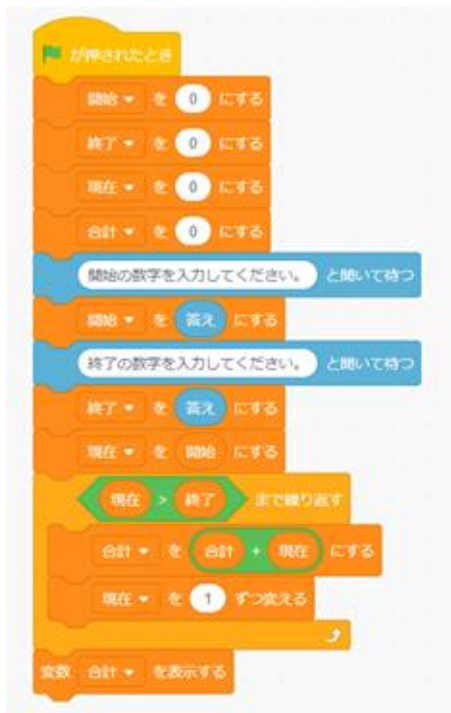 が押されたとき
開始 を 0 にする
終了 を 0 にする
現在 を 0 にする
合計 を 0 にする
開始の数字を入力してください。 と聞いて待つ
開始 を 答え にする
終了の数字を入力してください。 と聞いて待つ
終了 を 答え にする
現在 を 開始 にする
現在 > 終了 まで繰り返す
合計 を 合計 + 現在 にする
現在 を 1 ずつ変える
変数 合計 を表示する